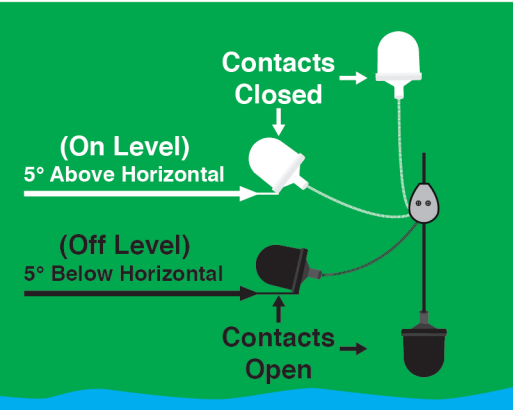 Contacts
Closed
(On Level)
5° Above Horizontal
(Off Level)
5° Below Horizontal
Contacts
Open